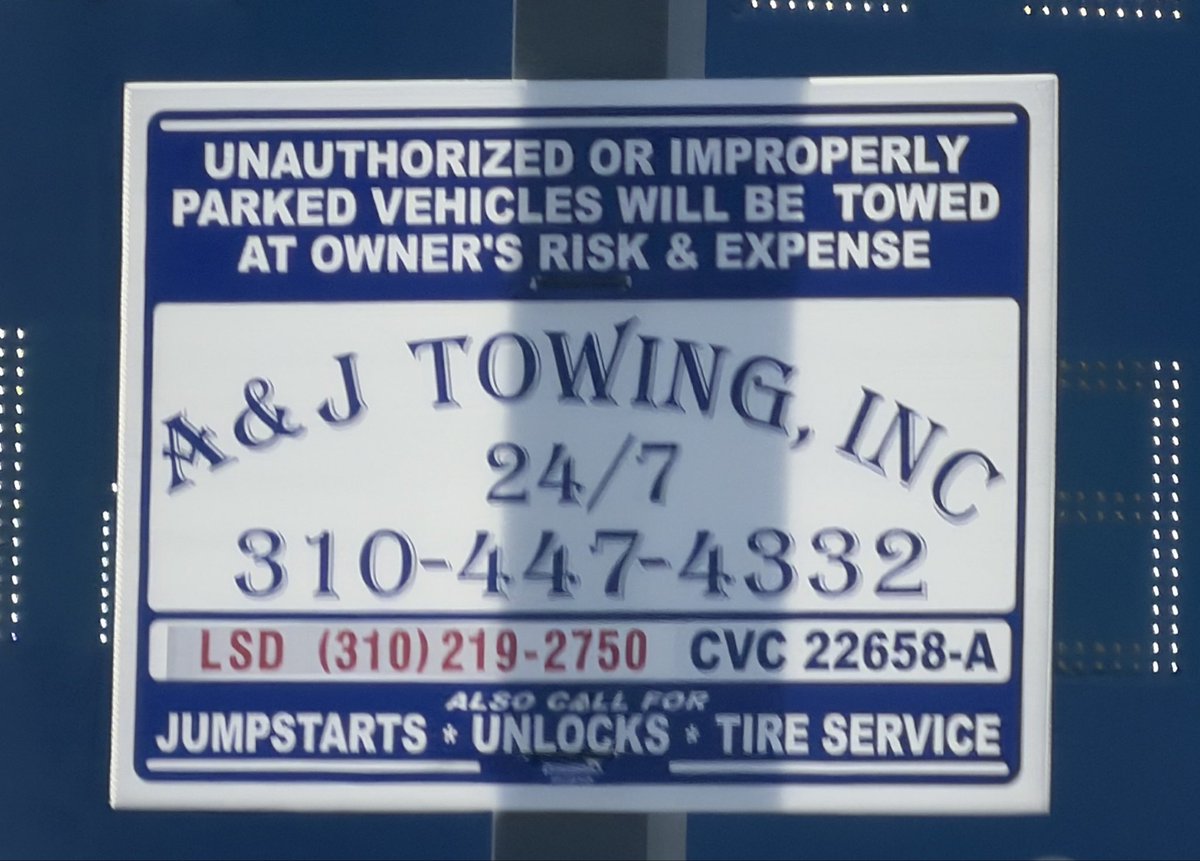 UNAUTHORIZED OR IMPROPERLY
PARKED VEHICLES WILL BE TOWED
AT OWNER'S RISK & EXPENSE
A & J TOWING, INC
24/7
310-447-4332
LSD (310) 219-2750 CVC 22658-A
ALSO CALL FOR
JUMPSTARTS * UNLOCKS * TIRE SERVICE